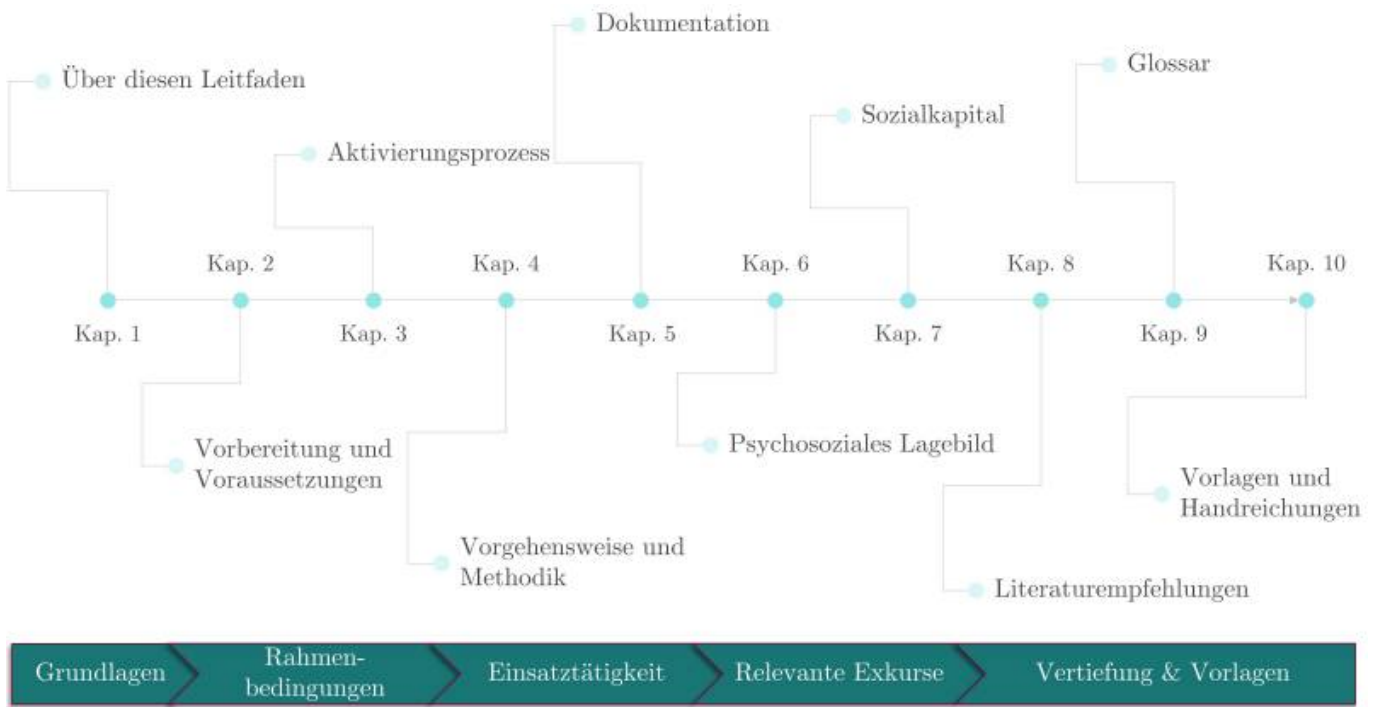 Dokumentation
Glossar
Über diesen Leitfaden
Sozialkapital
Aktivierungsprozess
Kap. 2
Kap. 4
Kap. 6
Kap. 8
Kap. 10
Kap. 1
Kap. 3
Kap. 5
Kap. 7
Kap. 9
Vorbereitung und
Voraussetzungen
Psychosoziales Lagebild
Vorlagen und
Handreichungen
Vorgehensweise und
Methodik
Literaturempfehlungen
Grundlagen
Rahmen-
bedingungen
Einsatztätigkeit
Relevante Exkurse
Vertiefung & Vorlagen